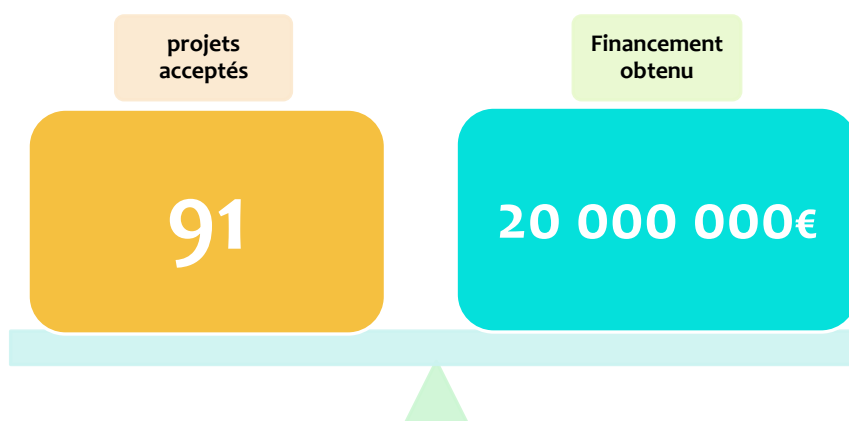 projets
acceptés
Financement
obtenu
91
20 000 000€